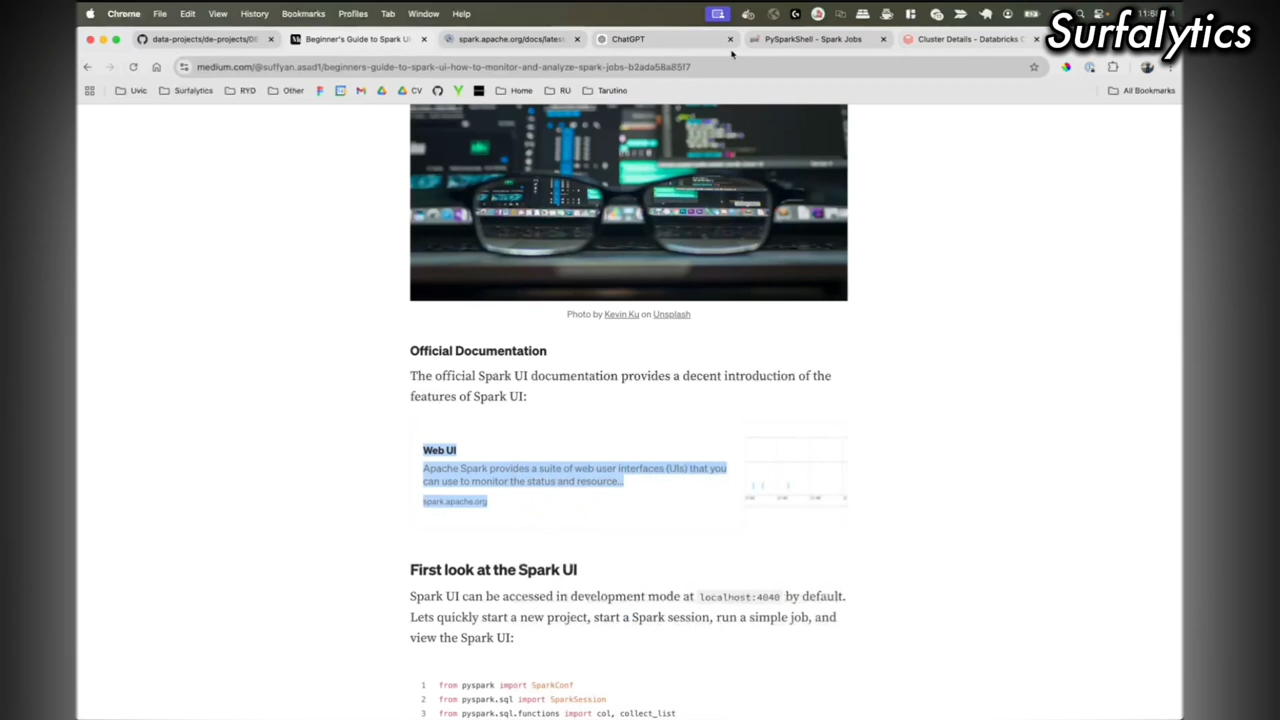 Chrome File Edit View History Bookmarks Profiles Tab Window Help
Surfalytics
data-projects/de-projects/DE Beginner's Guide to Spark UI spark.apache.org/docs/latest ChatGPT PySparkShell - Spark Jobs Cluster Details - Databricks
medium.com/@suffyan.asad1/beginners-guide-to-spark-ui-how-to-monitor-and-analyze-spark-jobs-b2ada58a85f7
Uvic Surfalytics RYD Other CV Home RU Tarutino All Bookmarks
Photo by Kevin Ku on Unsplash
Official Documentation
The official Spark UI documentation provides a decent introduction of the
features of Spark UI:
Web UI
Apache Spark provides a suite of web user interfaces (UIs) that you
can use to monitor the status and resource...
spark.apache.org
First look at the Spark UI
Spark UI can be accessed in development mode at localhost:4040 by default.
Lets quickly start a new project, start a Spark session, run a simple job, and
view the Spark UI:
1 from pyspark import SparkConf
2 from pyspark.sql import SparkSession
3 from pyspark.sql.functions import col, collect_list